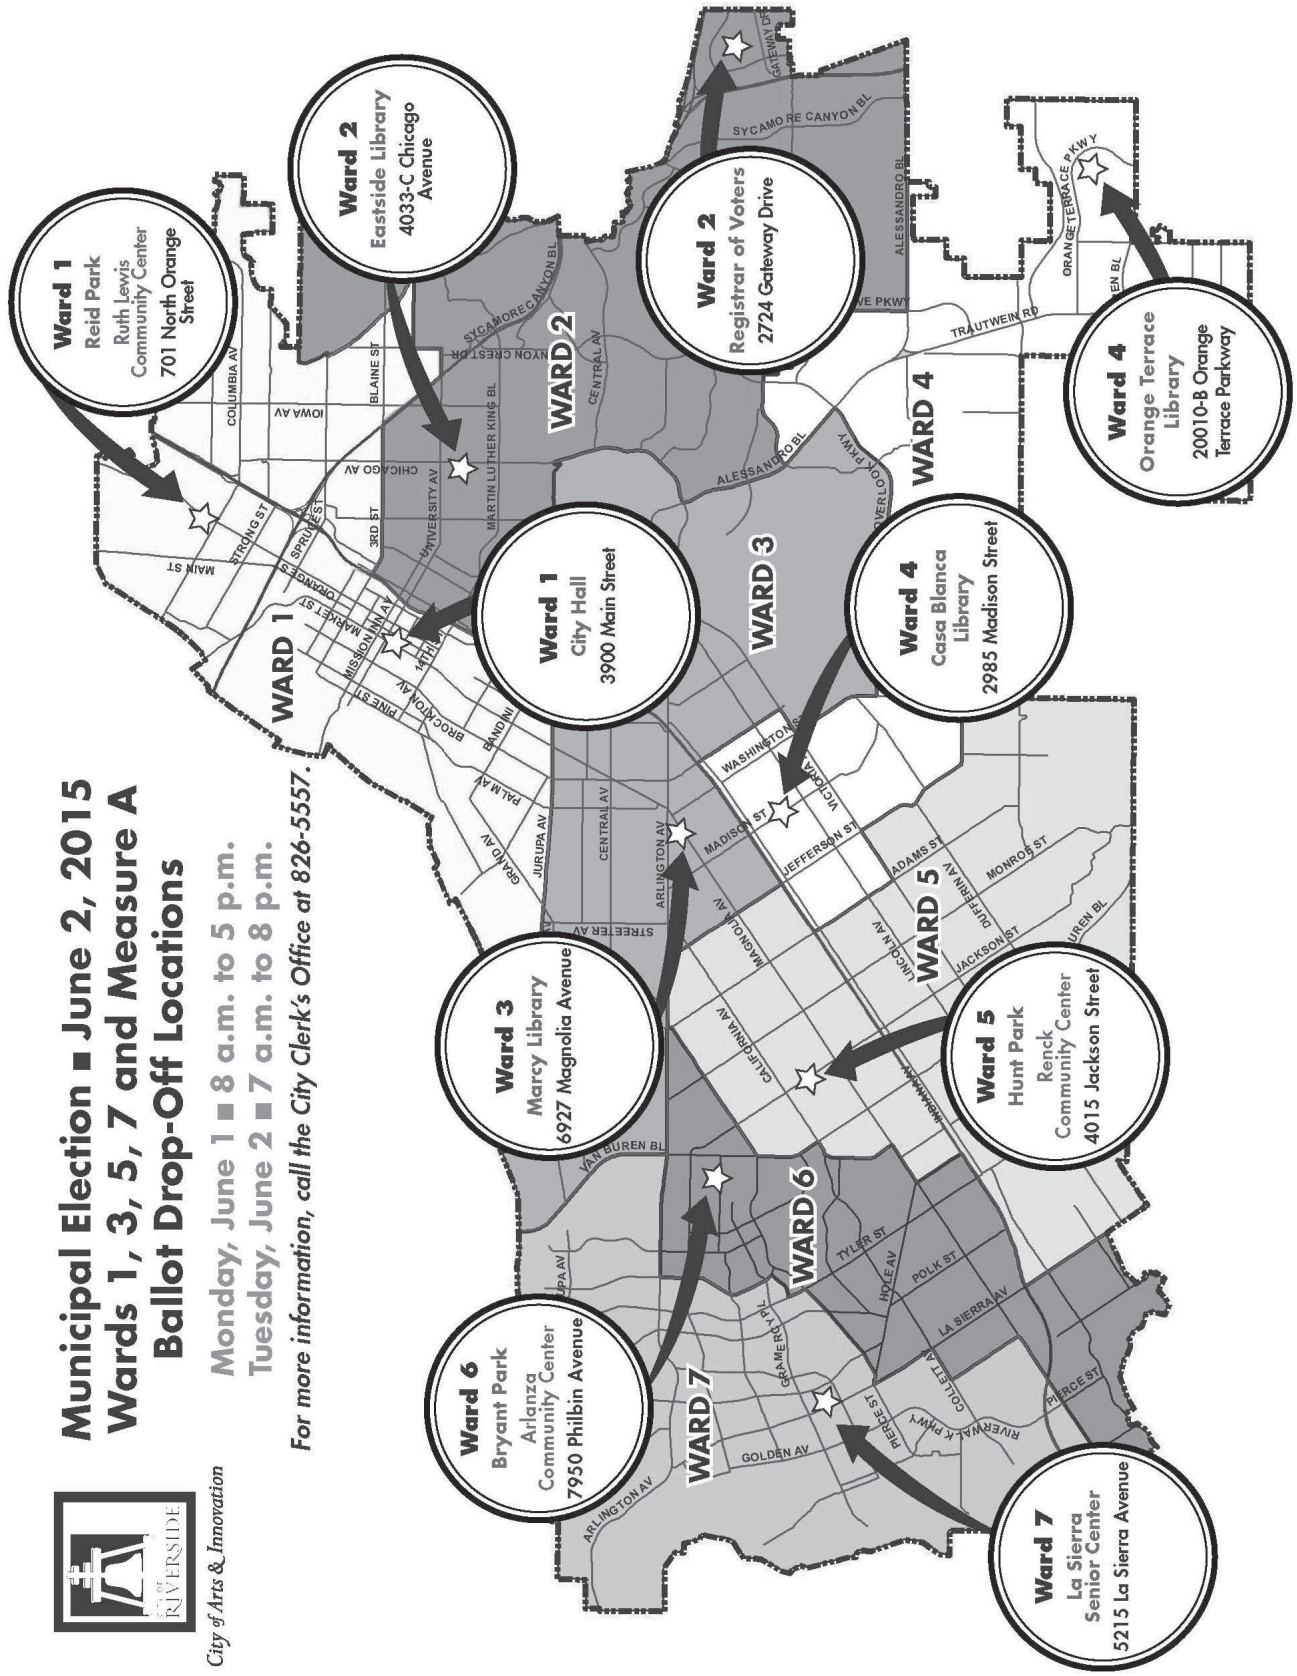 CITY OF
RIVERSIDE
City of Arts & Innovation
Municipal Election ■ June 2, 2015
Wards 1, 3, 5, 7 and Measure A
Ballot Drop-Off Locations
Monday, June 1 ■ 8 a.m. to 5 p.m.
Tuesday, June 2 ■ 7 a.m. to 8 p.m.
For more information, call the City Clerk's Office at 826-5557.
Ward 1
Reid Park
Ruth Lewis
Community Center
701 North Orange
Street
Ward 2
Eastside Library
4033-C Chicago
Avenue
Ward 1
City Hall
3900 Main Street
Ward 2
Registrar of Voters
2724 Gateway Drive
Ward 3
Marcy Library
6927 Magnolia Avenue
Ward 4
Casa Blanca
Library
2985 Madison Street
Ward 4
Orange Terrace
Library
20010-B Orange
Terrace Parkway
Ward 6
Bryant Park
Arlanza
Community Center
7950 Philbin Avenue
Ward 5
Hunt Park
Renck
Community Center
4015 Jackson Street
Ward 7
La Sierra
Senior Center
5215 La Sierra Avenue
WARD 1
WARD 2
WARD 3
WARD 4
WARD 5
WARD 6
WARD 7
COLUMBIA AV
IOWA AV
BLAINE ST
CHICAGO AV
MAIN ST
STRONG ST
SPRUCE ST
3RD ST
ORANGE S
MARKET ST
MISSION INN AV
14TH
PINE ST
BROCKTON AV
BANDINI
PALM AV
GRAND AV
JURUPA AV
UNIVERSITY AV
MARTIN LUTHER KING BL
SYCAMORE CANYON BL
NYON CREST DR
CENTRAL AV
GATEWAY DR
SYCAMORE CANYON BL
ALESSANDRO BL
VE PKWY
TRAUTWEIN RD
ORANGE TERRACE PKWY
EN BL
ALESSANDRO BL
OVERLOOK PKWY
CENTRAL AV
ARLINGTON AV
STREETER AV
WASHINGTON ST
MADISON ST
VICTORIA
JEFFERSON ST
ADAMS ST
MONROE ST
DUFFERIN AV
LINCOLN AV
JACKSON ST
UREN BL
MAGNOLIA AV
CALIFORNIA AV
INDIANA AV
VAN BUREN BL
UPA AV
TYLER ST
HOLE AV
POLK ST
LA SIERRA AV
GRAMERCY PL
COLLETT AV
PIERCE ST
RIVERWALK PKWY
PIERCE ST
GOLDEN AV
ARLINGTON AV